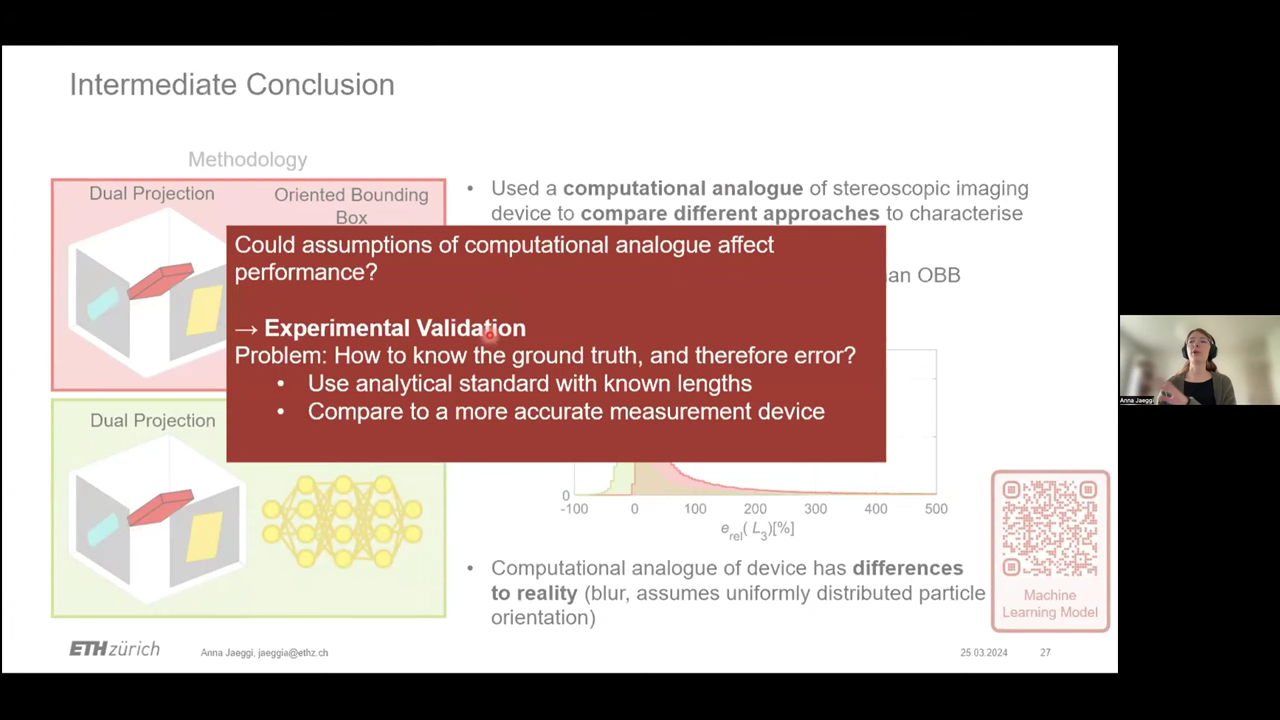 Intermediate Conclusion
Methodology
Dual Projection
Oriented Bounding
Box
• Used a computational analogue of stereoscopic imaging
device to compare different approaches to characterise
an OBB
Could assumptions of computational analogue affect
performance?
→ Experimental Validation
Problem: How to know the ground truth, and therefore error?
• Use analytical standard with known lengths
• Compare to a more accurate measurement device
Dual Projection
0
-100 0 100 200 300 400 500
e_rel( L_3)[%]
• Computational analogue of device has differences
to reality (blur, assumes uniformly distributed particle
orientation)
Machine
Learning Model
ETH zürich
Anna Jaeggi, jaeggia@ethz.ch
25.03.2024
27
Anna Jaeggi